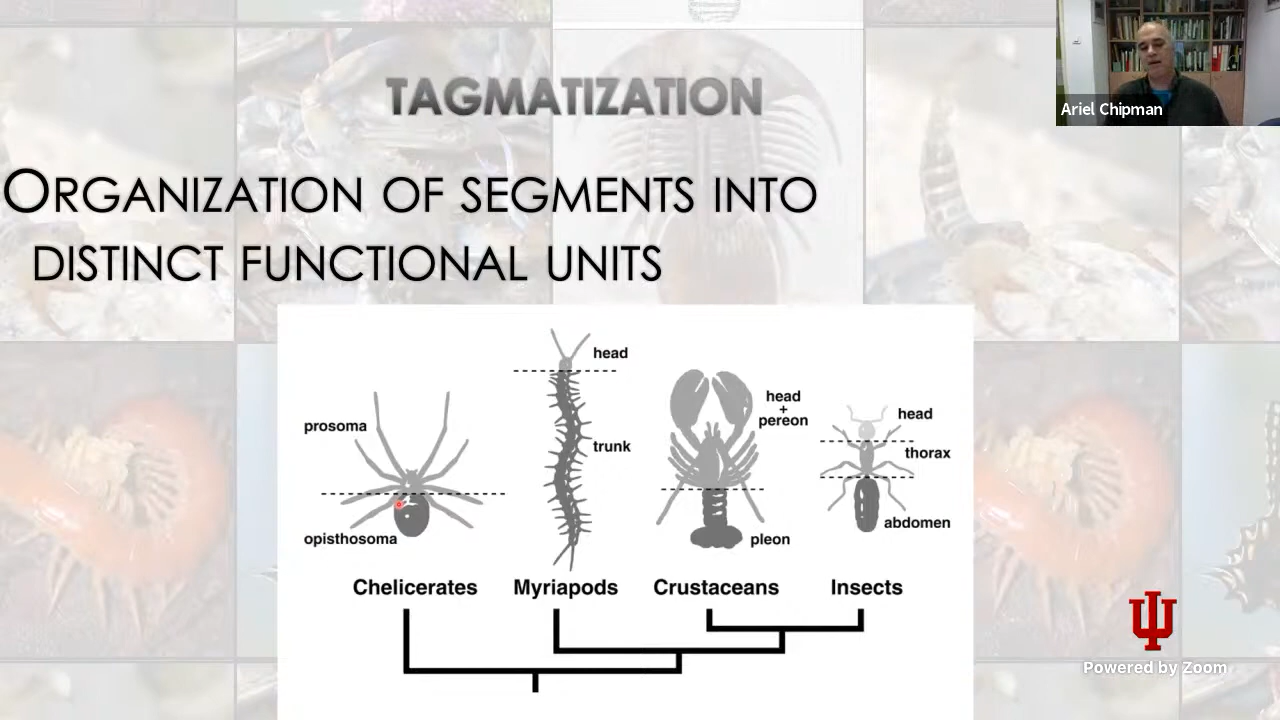 TAGMATIZATION
Ariel Chipman
ORGANIZATION OF SEGMENTS INTO
DISTINCT FUNCTIONAL UNITS
head
prosoma
trunk
opisthosoma
head
+
pereon
pleon
head
thorax
abdomen
Chelicerates
Myriapods
Crustaceans
Insects
Powered by Zoom